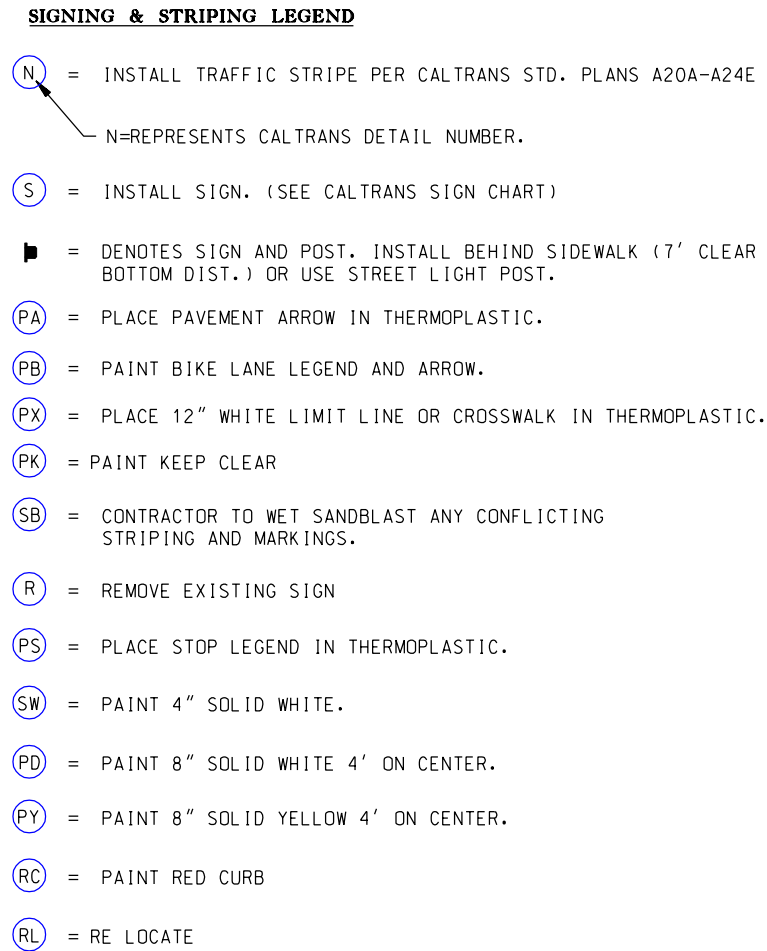 SIGNING & STRIPING LEGEND
N = INSTALL TRAFFIC STRIPE PER CALTRANS STD. PLANS A20A-A24E
N=REPRESENTS CALTRANS DETAIL NUMBER.
S = INSTALL SIGN. (SEE CALTRANS SIGN CHART)
= DENOTES SIGN AND POST. INSTALL BEHIND SIDEWALK (7' CLEAR
BOTTOM DIST.) OR USE STREET LIGHT POST.
PA = PLACE PAVEMENT ARROW IN THERMOPLASTIC.
PB = PAINT BIKE LANE LEGEND AND ARROW.
PX = PLACE 12" WHITE LIMIT LINE OR CROSSWALK IN THERMOPLASTIC.
PK = PAINT KEEP CLEAR
SB = CONTRACTOR TO WET SANDBLAST ANY CONFLICTING
STRIPING AND MARKINGS.
R = REMOVE EXISTING SIGN
PS = PLACE STOP LEGEND IN THERMOPLASTIC.
SW = PAINT 4" SOLID WHITE.
PD = PAINT 8" SOLID WHITE 4' ON CENTER.
PY = PAINT 8" SOLID YELLOW 4' ON CENTER.
RC = PAINT RED CURB
RL = RE LOCATE